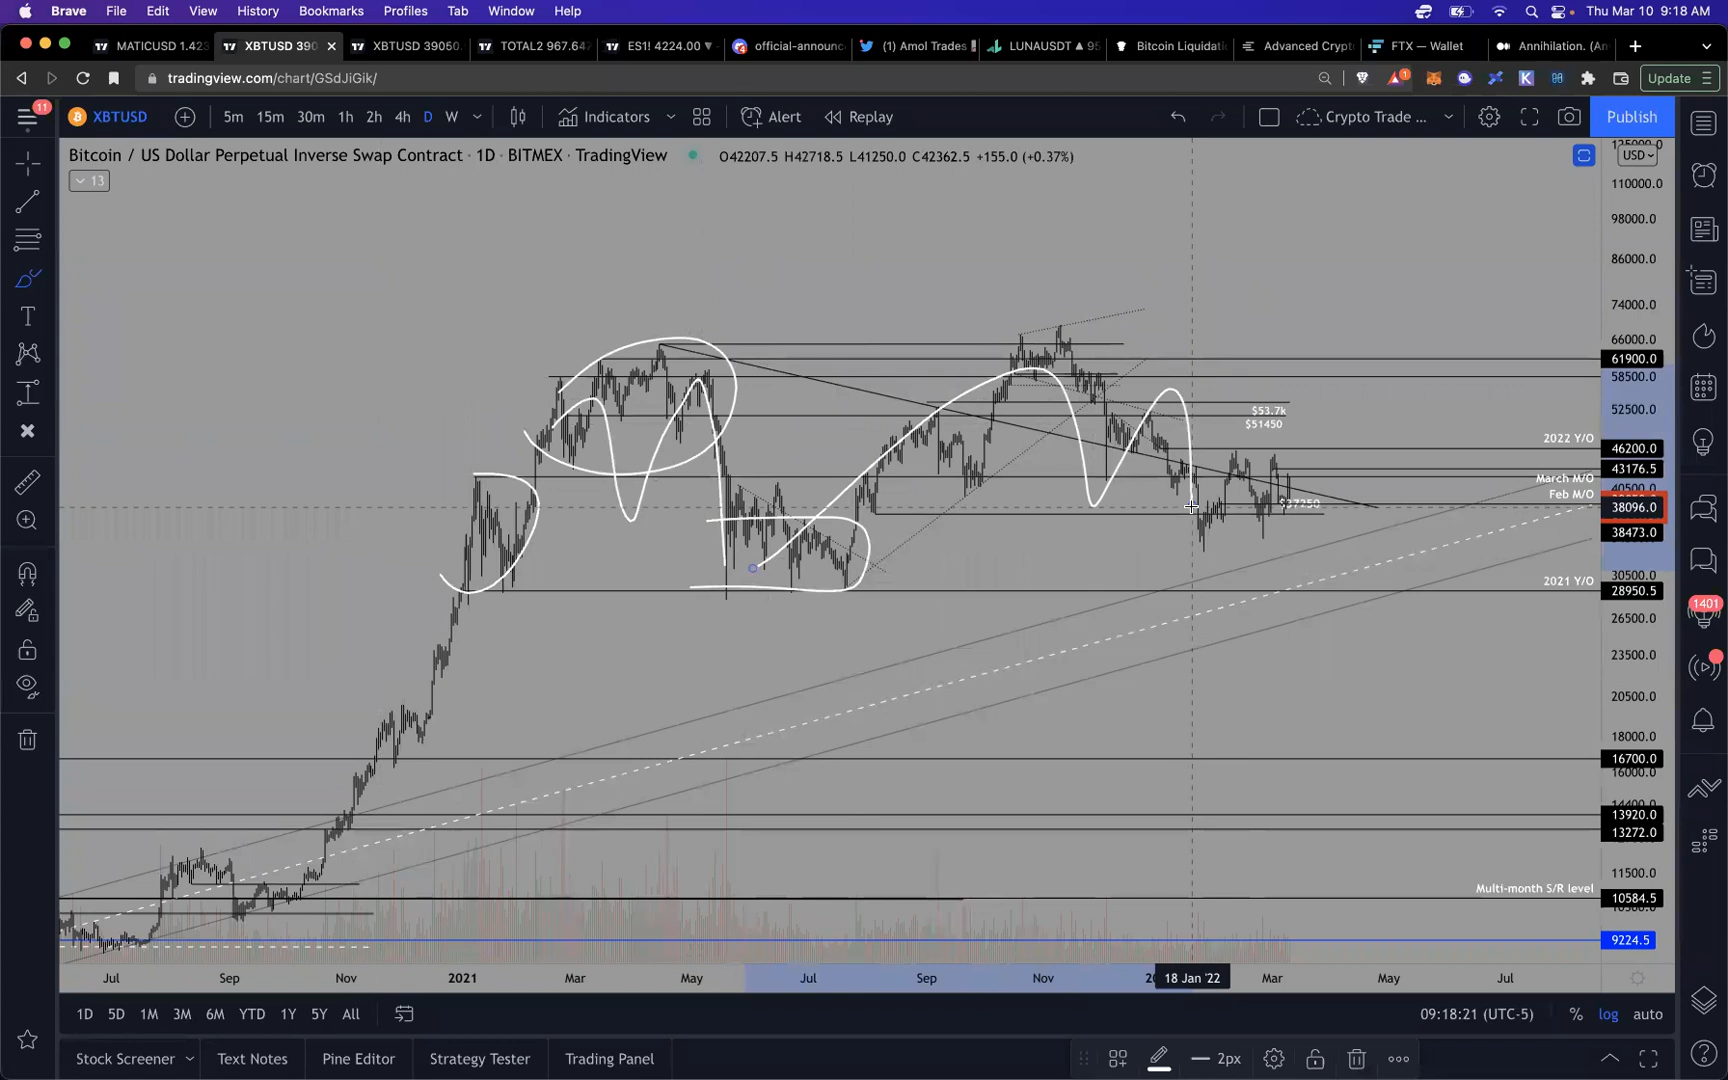 Brave File Edit View History Bookmarks Profiles Tab Window Help Thu Mar 10 9:18 AM
MATICUSD 1.423 XBTUSD 390 XBTUSD 39050. TOTAL2 967.64 ES1! 4224.00 official-announc (1) Amol Trades LUNAUSDT Bitcoin Liquidati Advanced Crypt FTX — Wallet Annihilation. (A
tradingview.com/chart/GSdJiGik/ 1 Update
11 XBTUSD 5m 15m 30m 1h 2h 4h D W Indicators Alert Replay Crypto Trade ... Publish
Bitcoin / US Dollar Perpetual Inverse Swap Contract · 1D · BITMEX · TradingView O42207.5 H42718.5 L41250.0 C42362.5 +155.0 (+0.37%)
USD
13
110000.0
98000.0
86000.0
74000.0
66000.0
61900.0
58500.0
$53.7k 52500.0
$51450
2022 Y/O 46200.0
43176.5
March M/O 40500.0
Feb M/O
$37250 38096.0
38473.0
30500.0
2021 Y/O 28950.5
1401
26500.0
23500.0
20500.0
18000.0
16700.0
16000.0
13920.0
13272.0
11500.0
Multi-month S/R level 10584.5
9224.5
Jul Sep Nov 2021 Mar May Jul Sep Nov 18 Jan '22 Mar May Jul
1D 5D 1M 3M 6M YTD 1Y 5Y All 09:18:21 (UTC-5) % log auto
Stock Screener Text Notes Pine Editor Strategy Tester Trading Panel 2px